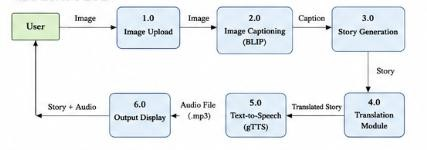 User
Image
1.0
Image Upload
Image
2.0
Image Captioning
(BLIP)
Caption
3.0
Story Generation
Story
4.0
Translation
Module
Translated Story
5.0
Text-to-Speech
(gTTS)
Audio File
(.mp3)
6.0
Output Display
Story + Audio